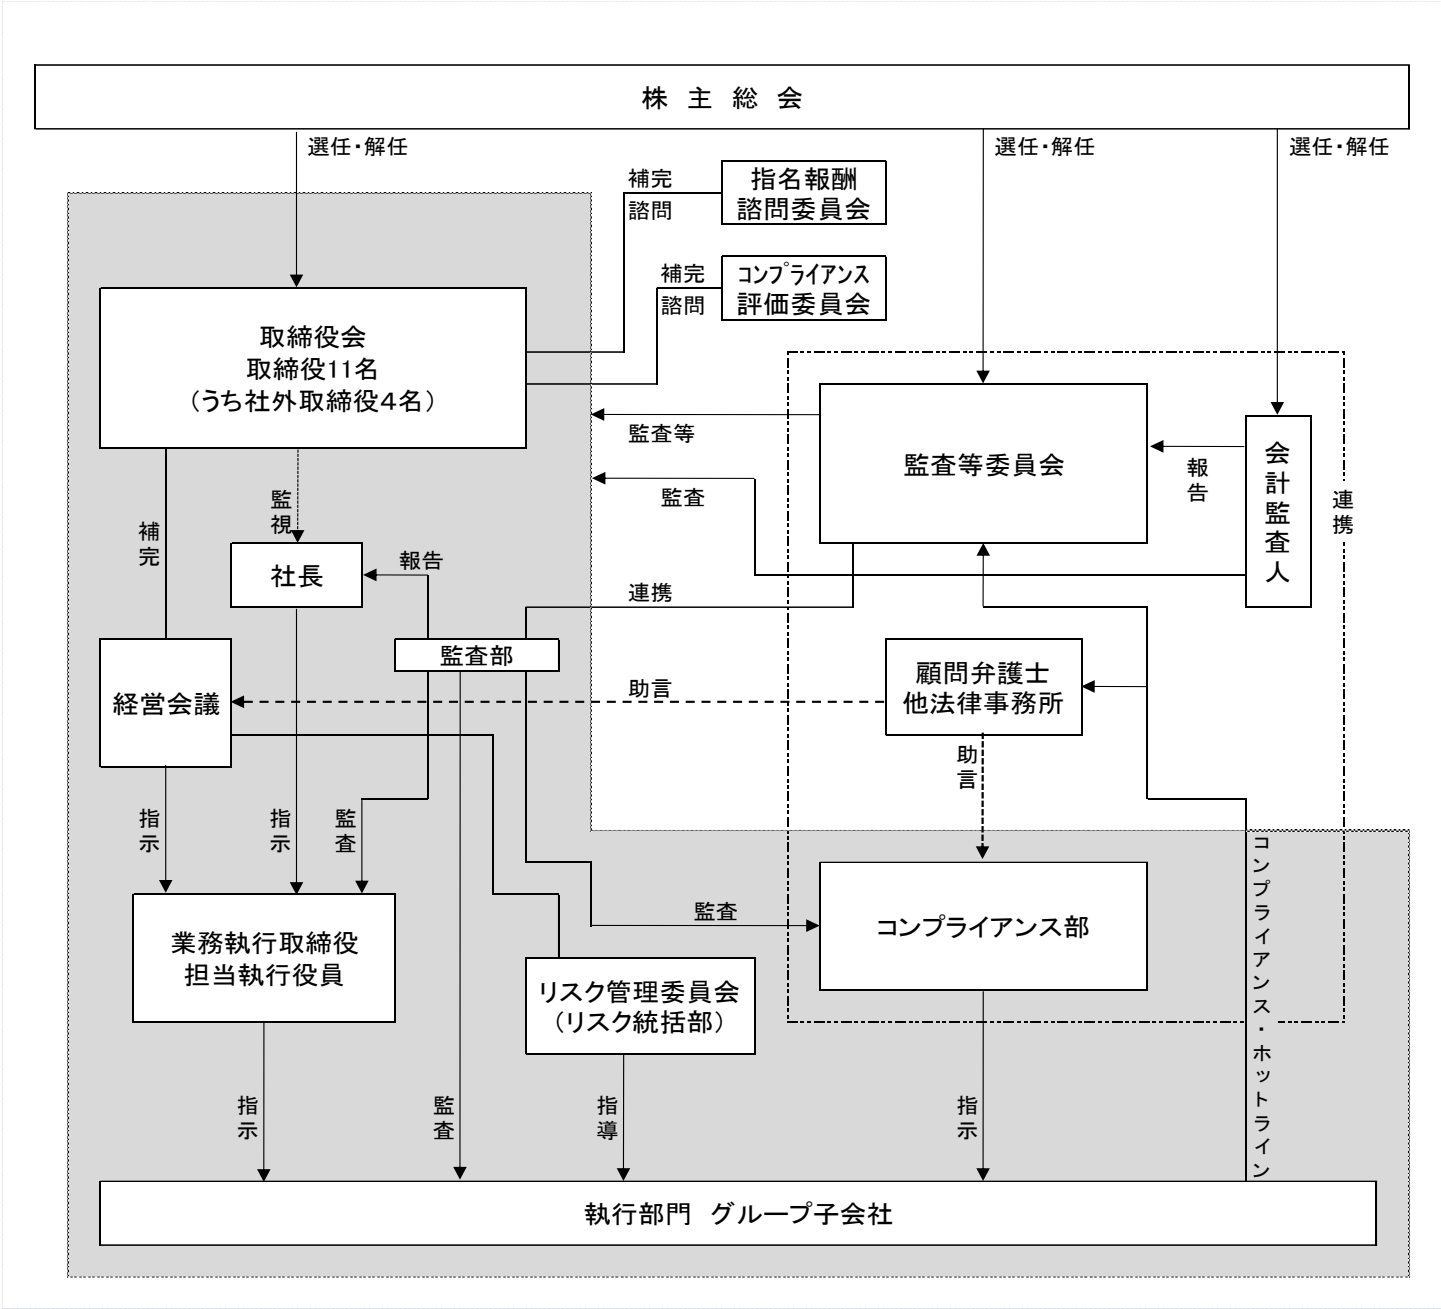 株 主 総 会
選任・解任
選任・解任
選任・解任
補完
諮問
指名報酬
諮問委員会
補完
諮問
コンプライアンス
評価委員会
取締役会
取締役11名
（うち社外取締役４名）
監査等
監査
監査等委員会
報告
会計監査人
連携
監視
補完
社長
報告
連携
監査部
経営会議
助言
顧問弁護士
他法律事務所
助言
指示
指示
監査
コンプライアンス・ホットライン
業務執行取締役
担当執行役員
監査
コンプライアンス部
リスク管理委員会
（リスク統括部）
指示
監査
指導
指示
執行部門 グループ子会社